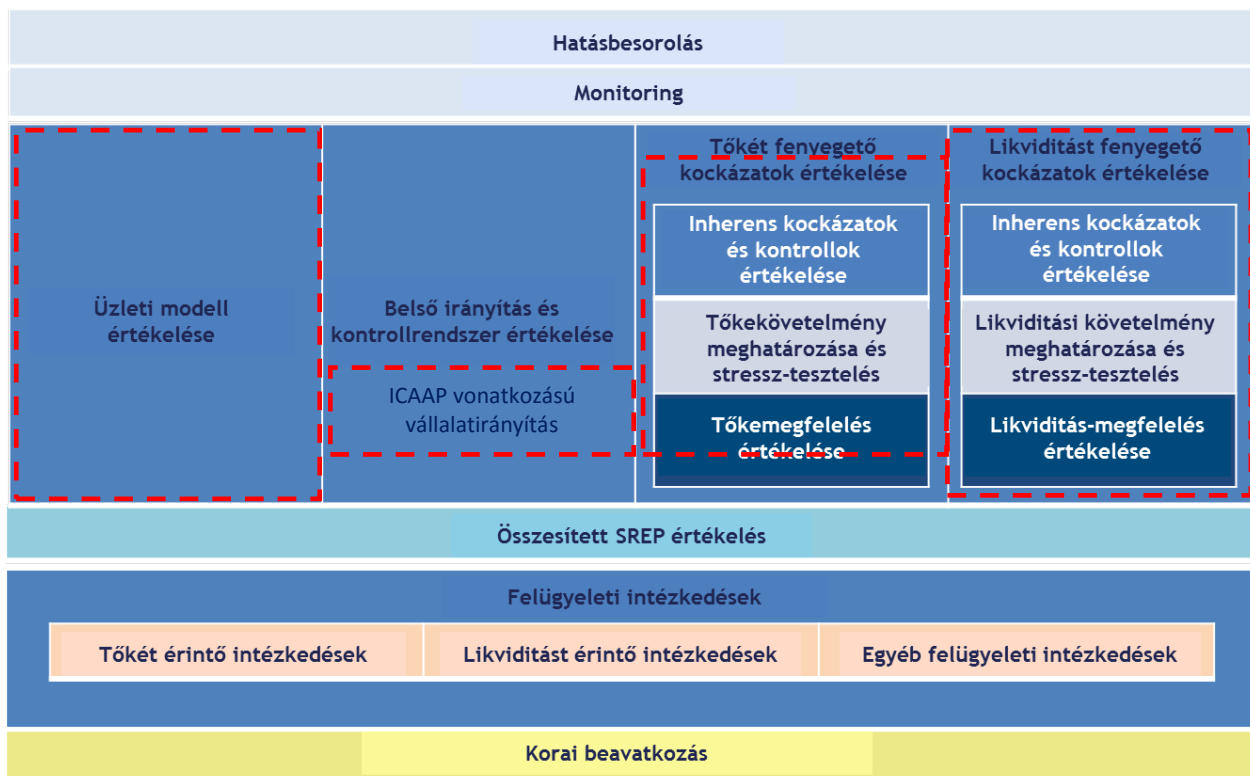 Hatásbesorolás
Monitoring
Üzleti modell
értékelése
Belső irányítás és
kontrollrendszer értékelése
ICAAP vonatkozású
vállalatirányítás
Tőkét fenyegető
kockázatok értékelése
Inherens kockázatok
és kontrollok
értékelése
Tőkekövetelmény
meghatározása és
stressz-tesztelés
Tőkemegfelelés
értékelése
Likviditást fenyegető
kockázatok értékelése
Inherens kockázatok
és kontrollok
értékelése
Likviditási követelmény
meghatározása és
stressz-tesztelés
Likviditás-megfelelés
értékelése
Összesített SREP értékelés
Felügyeleti intézkedések
Tőkét érintő intézkedések
Likviditást érintő intézkedések
Egyéb felügyeleti intézkedések
Korai beavatkozás